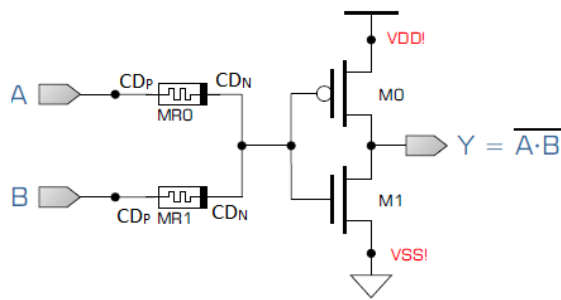 VDD!
A CDP CDN
MR0
M0
Y = A·B
B CDP CDN
MR1
M1
VSS!